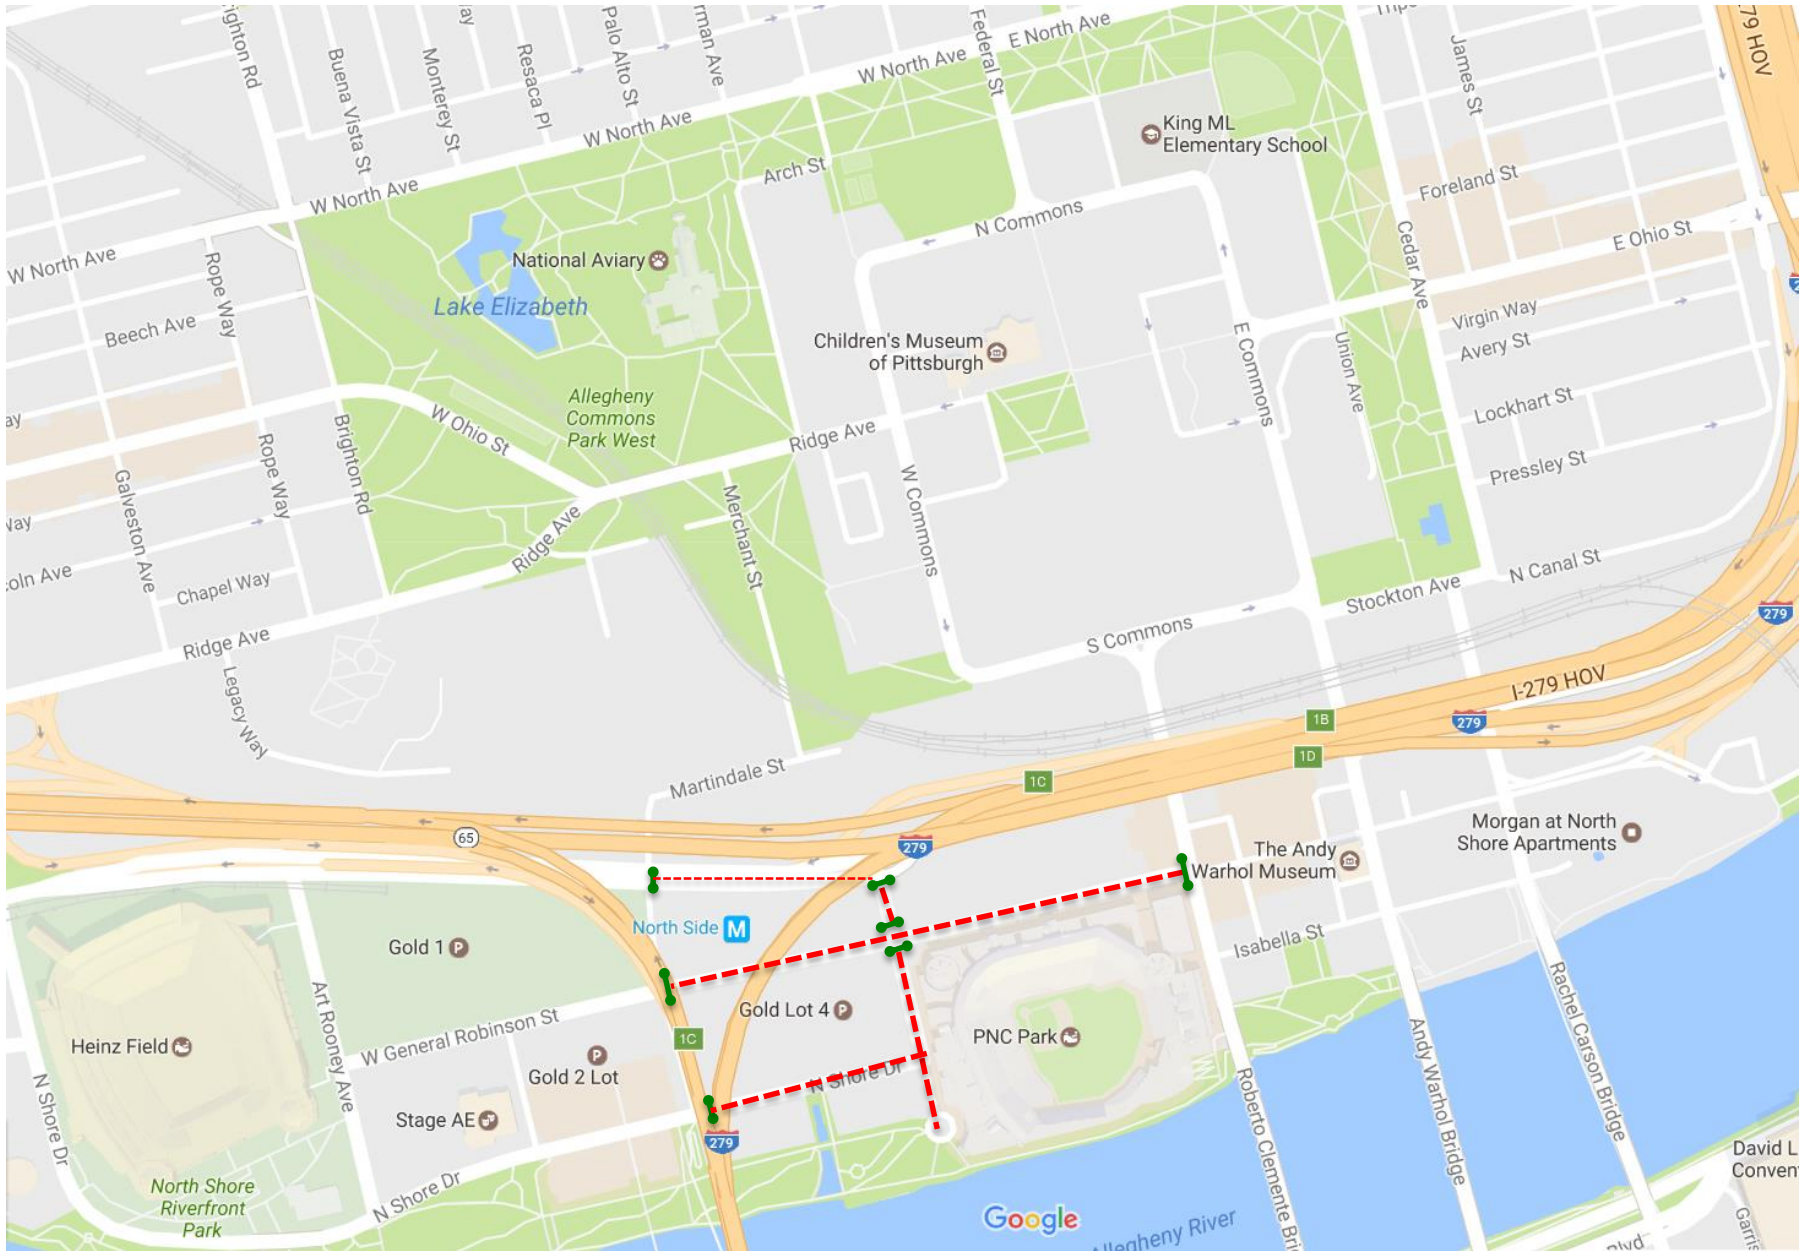 Brighton Rd
Buena Vista St
Monterey St
Resaca Pl
Palo Alto St
Federal St
E North Ave
W North Ave
W North Ave
W North Ave
W North Ave
James St
279 HOV
King ML
Elementary School
Arch St
Foreland St
N Commons
E Ohio St
Cedar Ave
National Aviary
Lake Elizabeth
Rope Way
Beech Ave
Virgin Way
Avery St
Children's Museum
of Pittsburgh
E Commons
Union Ave
Allegheny
Commons
Park West
W Ohio St
Ridge Ave
Lockhart St
Brighton Rd
Rope Way
Galveston Ave
Pressley St
W Commons
Merchant St
Ridge Ave
Chapel Way
N Canal St
Stockton Ave
279
Ridge Ave
S Commons
Legacy Way
I-279 HOV
1B
279
1D
Martindale St
1C
65
279
Morgan at North
Shore Apartments
The Andy
Warhol Museum
North Side M
Gold 1 P
Isabella St
Art Rooney Ave
Gold Lot 4 P
W General Robinson St
1C
PNC Park
Heinz Field
P
Gold 2 Lot
N Shore Dr
Stage AE
279
N Shore Dr
Roberto Clemente Bri
Andy Warhol Bridge
Rachel Carson Bridge
North Shore
Riverfront
Park
N Shore Dr
Google
Allegheny River
David L
Conven
Garris
Blvd